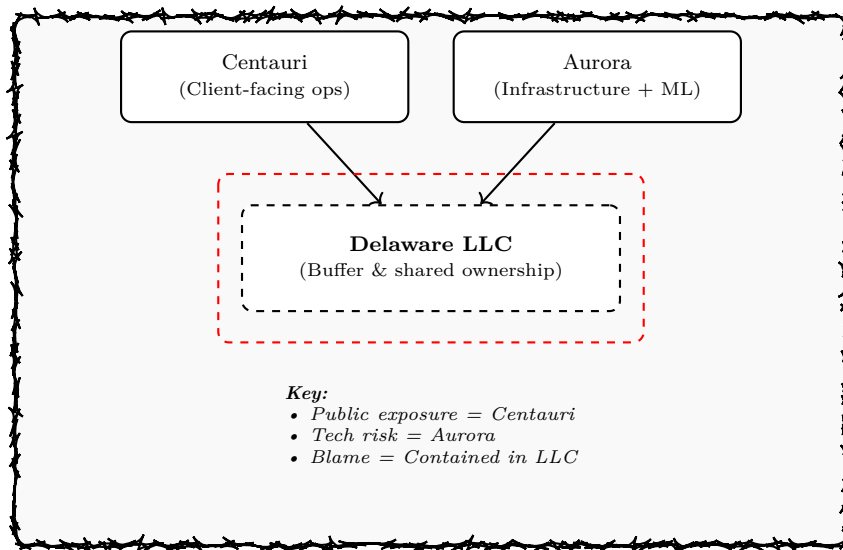 Centauri
(Client-facing ops)
Aurora
(Infrastructure + ML)
Delaware LLC
(Buffer & shared ownership)
Key:
• Public exposure = Centauri
• Tech risk = Aurora
• Blame = Contained in LLC